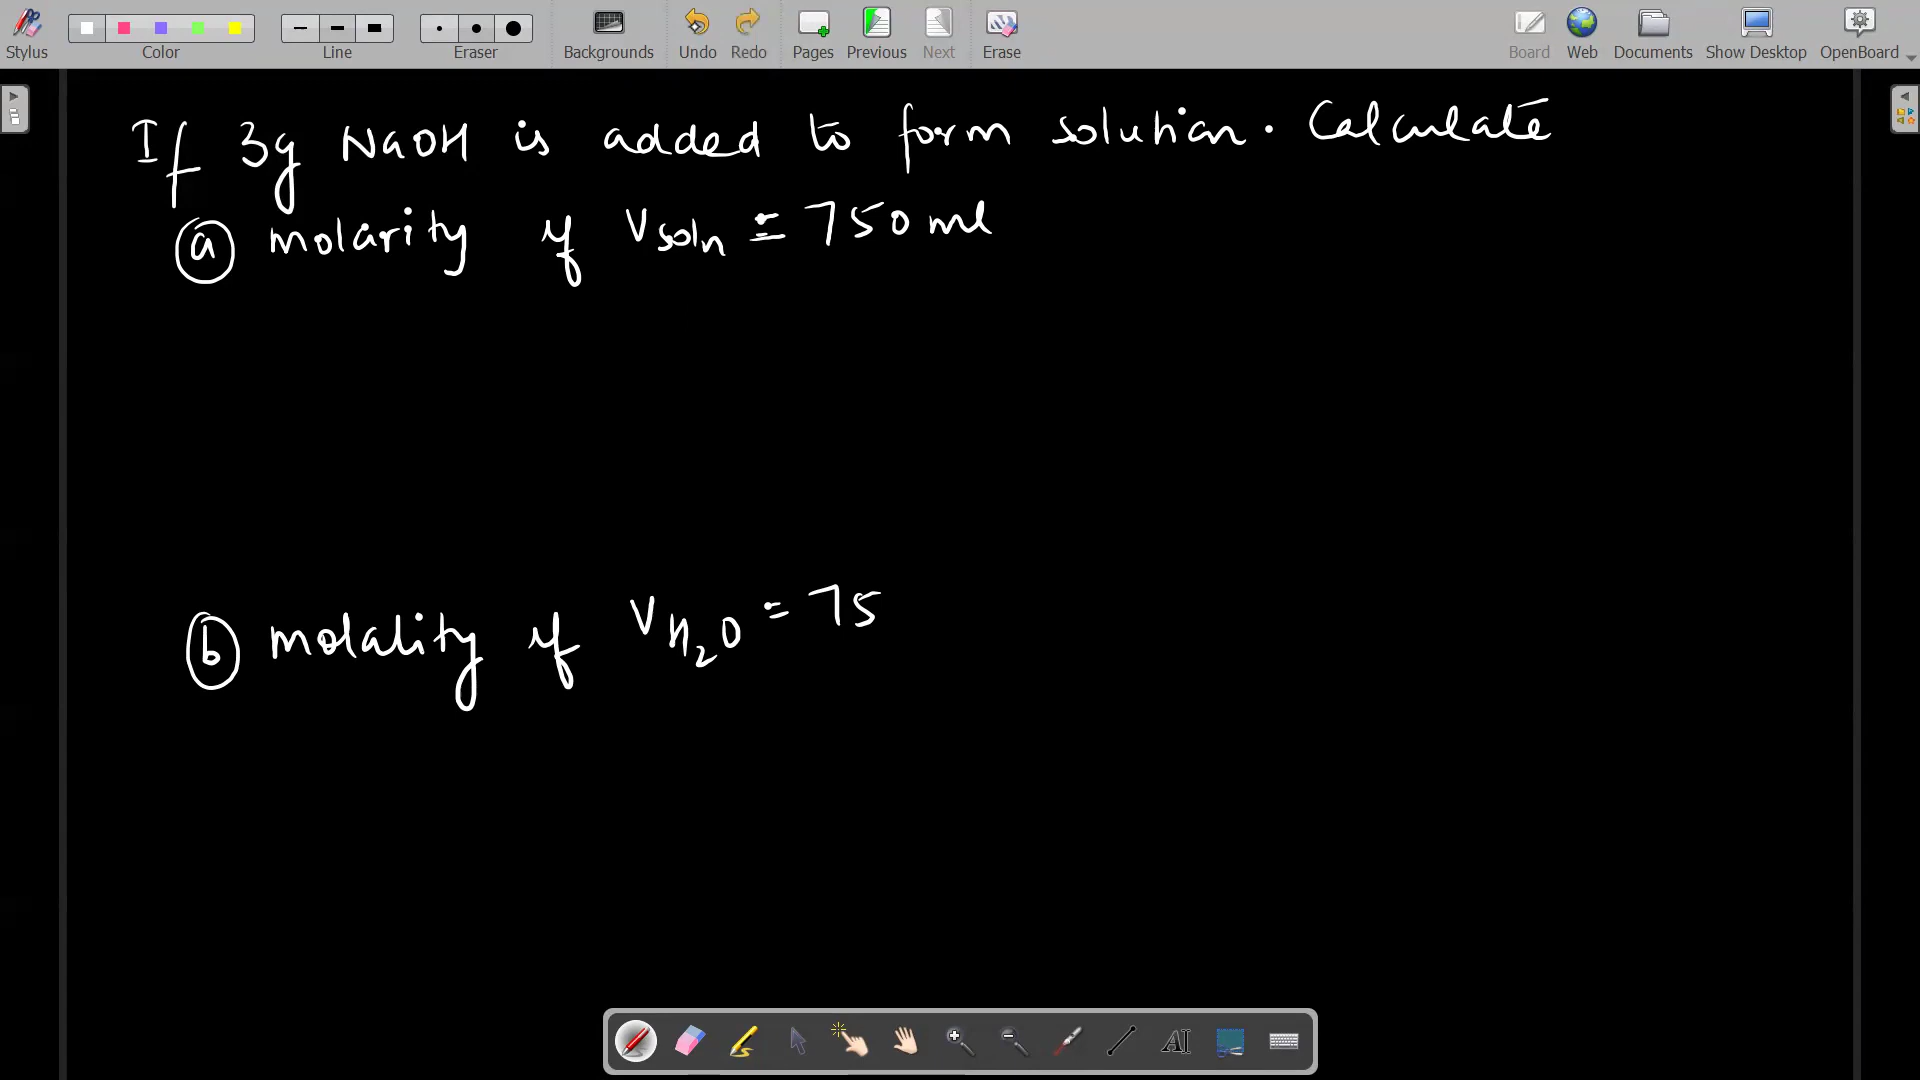 Stylus Color Line Eraser Backgrounds Undo Redo Pages Previous Next Erase Board Web Documents Show Desktop OpenBoard
If 3g NaOH is added to form solution. Calculate
(a) molarity if Vsoln = 750 ml
(b) molality if VH₂O = 75
AI